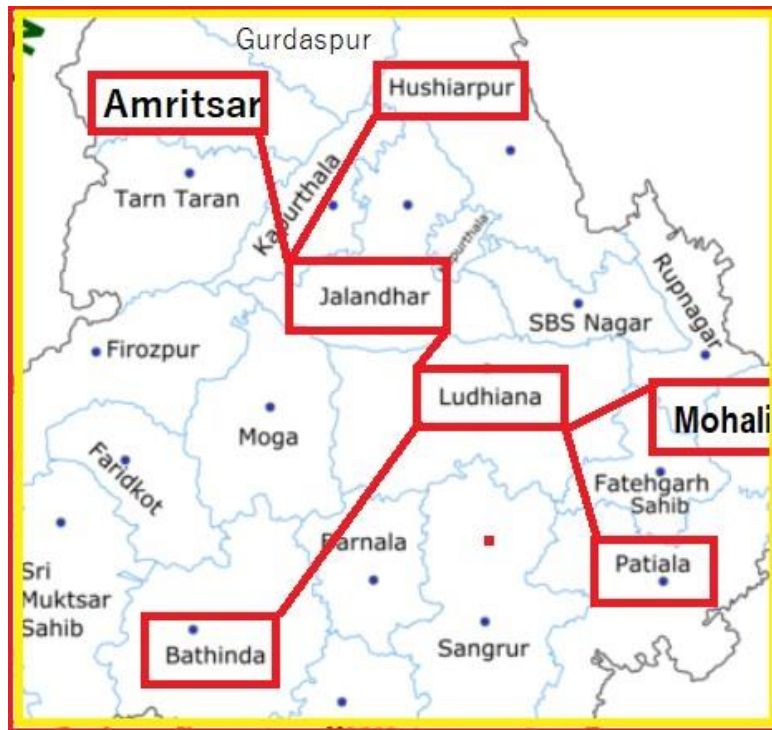 Gurdaspur
Hushiarpur
Amritsar
Tarn Taran
Kapurthala
Kapurthala
Jalandhar
SBS Nagar
Rupnagar
Firozpur
Ludhiana
Mohali
Moga
Faridkot
Fatehgarh
Sahib
Barnala
Patiala
Sri
Muktsar
Sahib
Bathinda
Sangrur